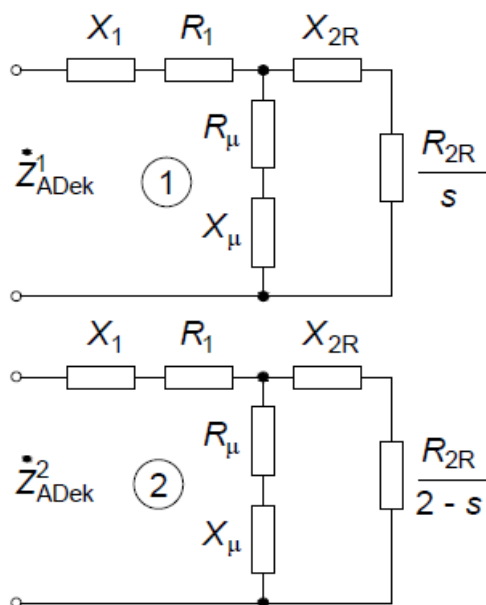 X₁ R₁ X₂R
Rμ
Ż¹ADek 1 R₂R/s
Xμ
X₁ R₁ X₂R
Rμ
Ż²ADek 2 R₂R/2 - s
Xμ